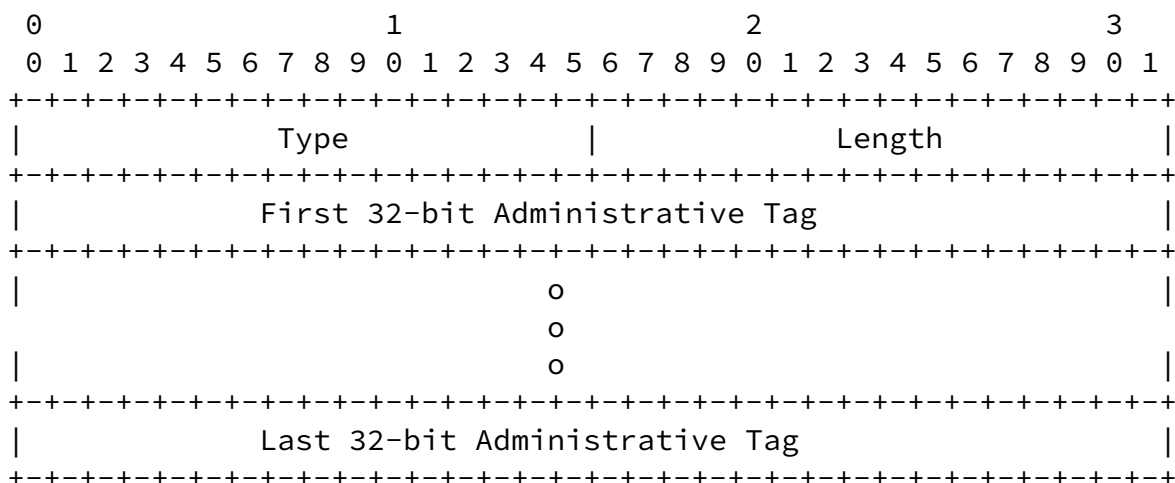 0                   1                   2                   3
 0 1 2 3 4 5 6 7 8 9 0 1 2 3 4 5 6 7 8 9 0 1 2 3 4 5 6 7 8 9 0 1
+-+-+-+-+-+-+-+-+-+-+-+-+-+-+-+-+-+-+-+-+-+-+-+-+-+-+-+-+-+-+-+-+
|              Type             |             Length            |
+-+-+-+-+-+-+-+-+-+-+-+-+-+-+-+-+-+-+-+-+-+-+-+-+-+-+-+-+-+-+-+-+
|             First 32-bit Administrative Tag                   |
+-+-+-+-+-+-+-+-+-+-+-+-+-+-+-+-+-+-+-+-+-+-+-+-+-+-+-+-+-+-+-+-+
|                             o                                 |
                              o
|                             o                                 |
+-+-+-+-+-+-+-+-+-+-+-+-+-+-+-+-+-+-+-+-+-+-+-+-+-+-+-+-+-+-+-+-+
|             Last 32-bit Administrative Tag                    |
+-+-+-+-+-+-+-+-+-+-+-+-+-+-+-+-+-+-+-+-+-+-+-+-+-+-+-+-+-+-+-+-+